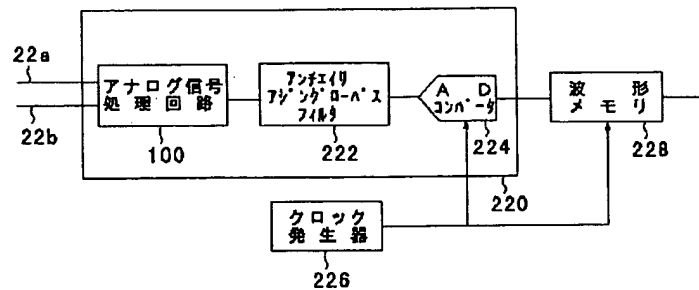 22a
22b
アナログ信号
処理回路
100
アンチエイリ
アジングローパス
フィルタ
222
A D
コンバータ
224
220
波形
メモリ
228
クロック
発生器
226